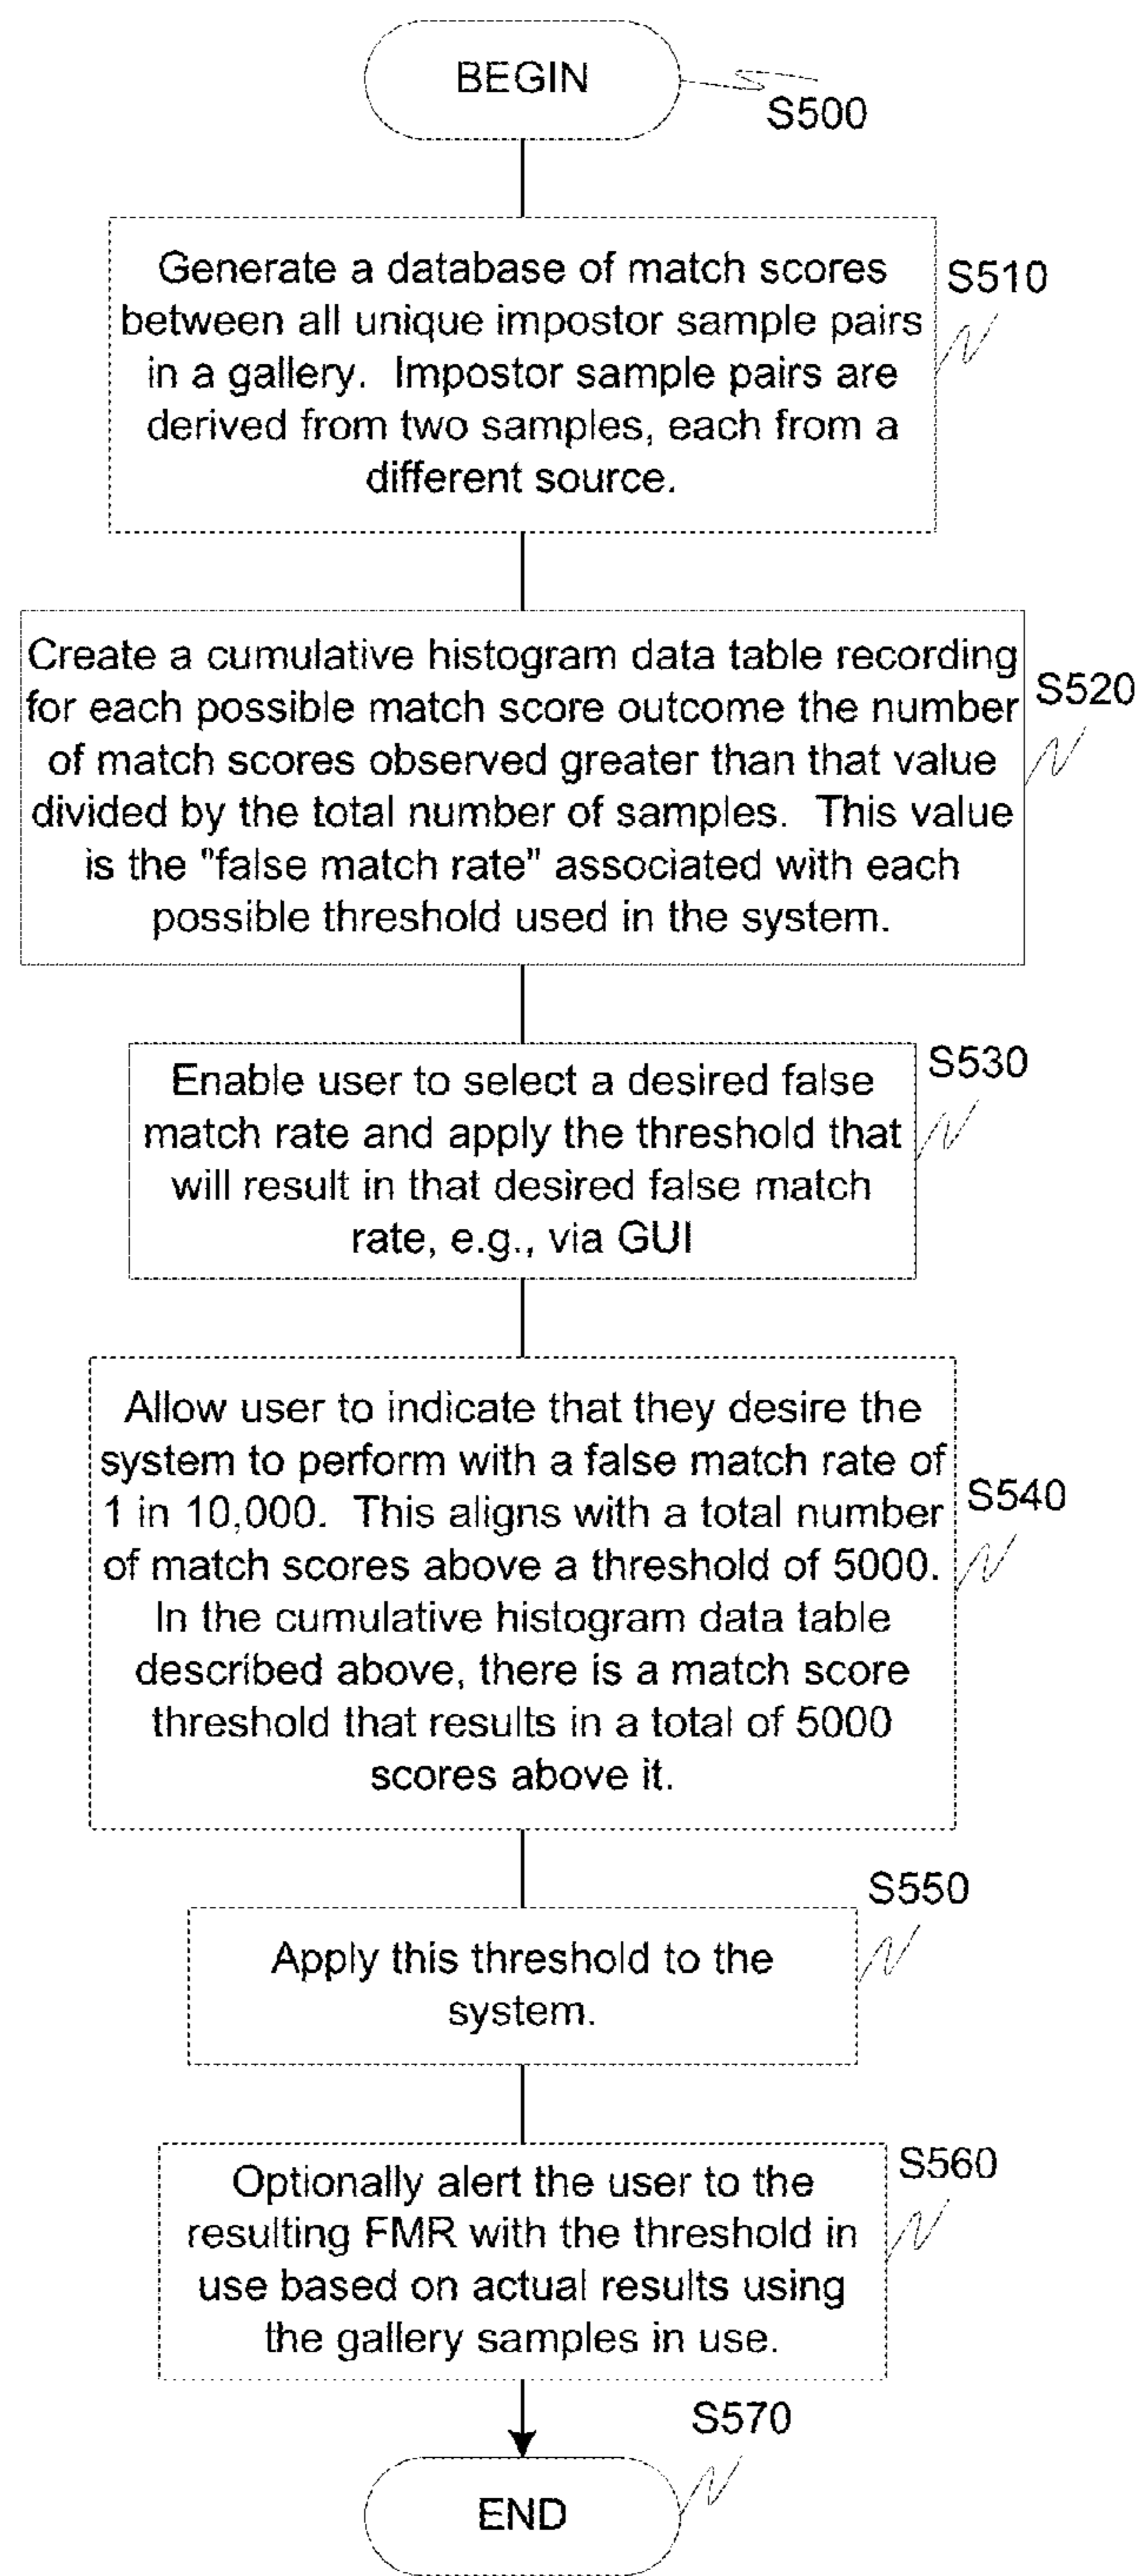 BEGIN
S500
Generate a database of match scores
between all unique impostor sample pairs
in a gallery. Impostor sample pairs are
derived from two samples, each from a
different source.
S510
Create a cumulative histogram data table recording
for each possible match score outcome the number
of match scores observed greater than that value
divided by the total number of samples. This value
is the "false match rate" associated with each
possible threshold used in the system.
S520
Enable user to select a desired false
match rate and apply the threshold that
will result in that desired false match
rate, e.g., via GUI
S530
Allow user to indicate that they desire the
system to perform with a false match rate of
1 in 10,000. This aligns with a total number
of match scores above a threshold of 5000.
In the cumulative histogram data table
described above, there is a match score
threshold that results in a total of 5000
scores above it.
S540
Apply this threshold to the
system.
S550
Optionally alert the user to the
resulting FMR with the threshold in
use based on actual results using
the gallery samples in use.
S560
END
S570